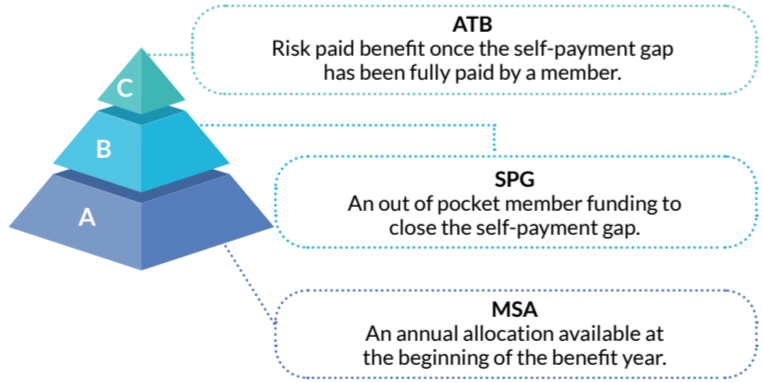 ATB
Risk paid benefit once the self-payment gap
has been fully paid by a member.
C
B
SPG
An out of pocket member funding to
close the self-payment gap.
A
MSA
An annual allocation available at
the beginning of the benefit year.